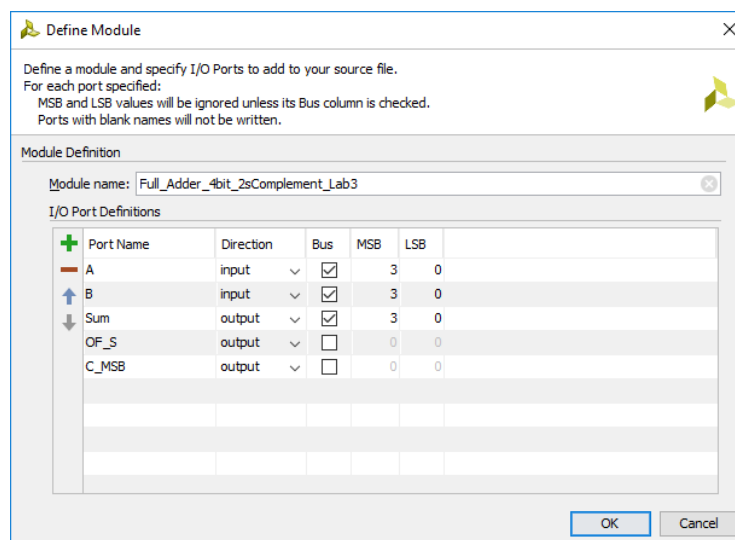 Define Module
Define a module and specify I/O Ports to add to your source file.
For each port specified:
MSB and LSB values will be ignored unless its Bus column is checked.
Ports with blank names will not be written.
Module Definition
Module name: Full_Adder_4bit_2sComplement_Lab3
I/O Port Definitions
Port Name Direction Bus MSB LSB
A input 3 0
B input 3 0
Sum output 3 0
OF_S output 0 0
C_MSB output 0 0
OK Cancel